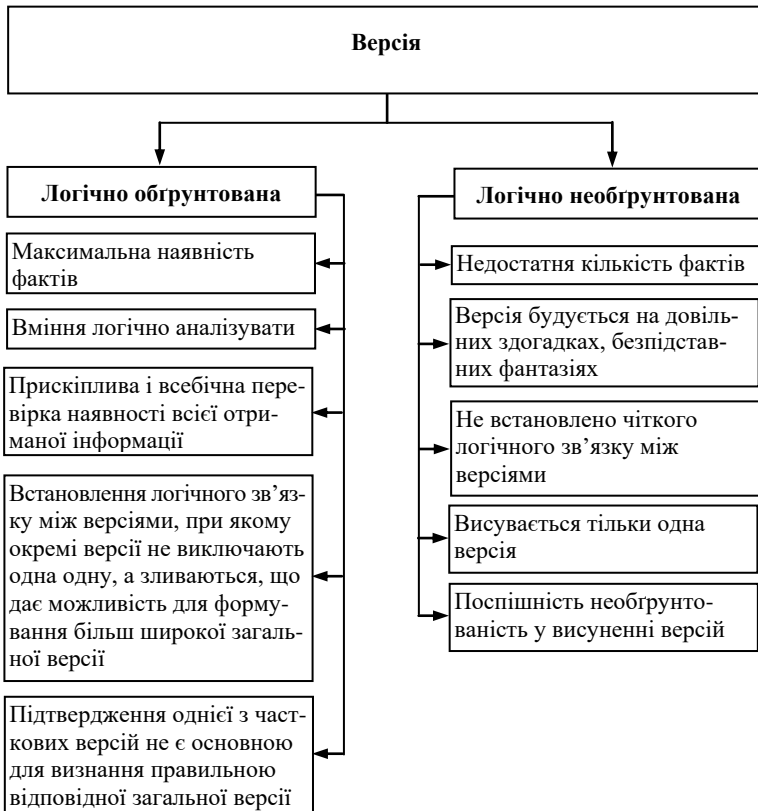 Версія
Логічно обґрунтована
Максимальна наявність
фактів
Вміння логічно аналізувати
Прискіплива і всебічна пере-
вірка наявності всієї отри-
маної інформації
Встановлення логічного зв’яз-
ку між версіями, при якому
окремі версії не виключають
одна одну, а зливаються, що
дає можливість для форму-
вання більш широкої загаль-
ної версії
Підтвердження однієї з част-
кових версій не є основною
для визнання правильною
відповідної загальної версії
Логічно необґрунтована
Недостатня кількість фактів
Версія будується на довіль-
них здогадках, безпідстав-
них фантазіях
Не встановлено чіткого
логічного зв’язку між
версіями
Висувається тільки одна
версія
Поспішність необґрунто-
ваність у висуненні версій